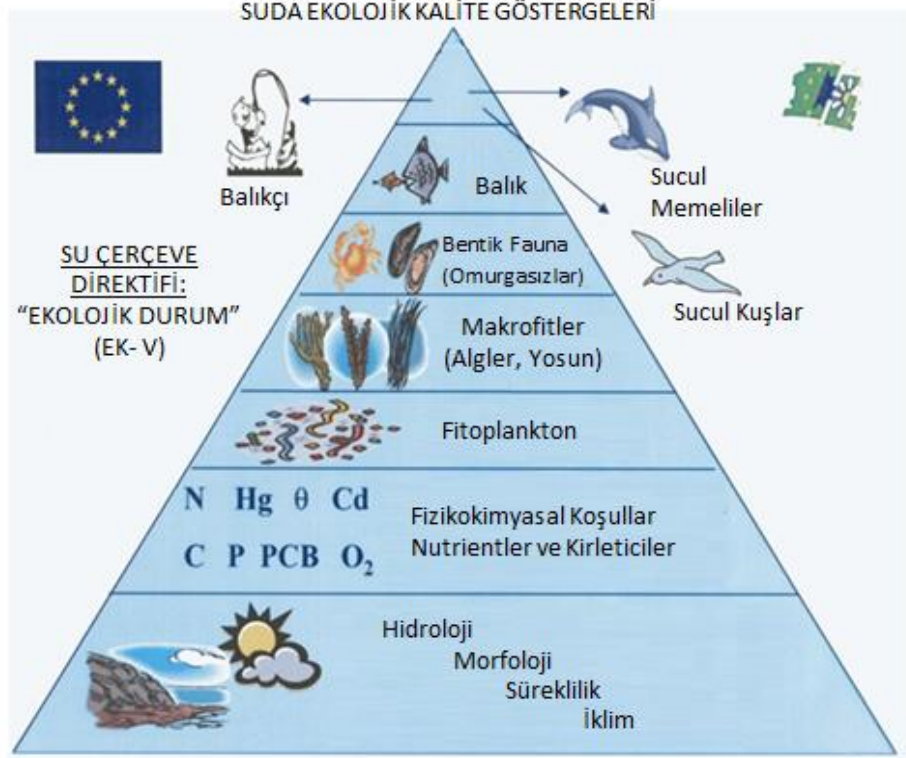 SUDA EKOLOJİK KALİTE GÖSTERGELERİ
Balıkçı
Sucul
Memeliler
Sucul Kuşlar
SU ÇERÇEVE
DİREKTİFİ:
“EKOLOJİK DURUM”
(EK- V)
Balık
Bentik Fauna
(Omurgasızlar)
Makrofitler
(Algler, Yosun)
Fitoplankton
N Hg θ Cd
C P PCB O₂
Fizikokimyasal Koşullar
Nutrientler ve Kirleticiler
Hidroloji
Morfoloji
Süreklilik
İklim